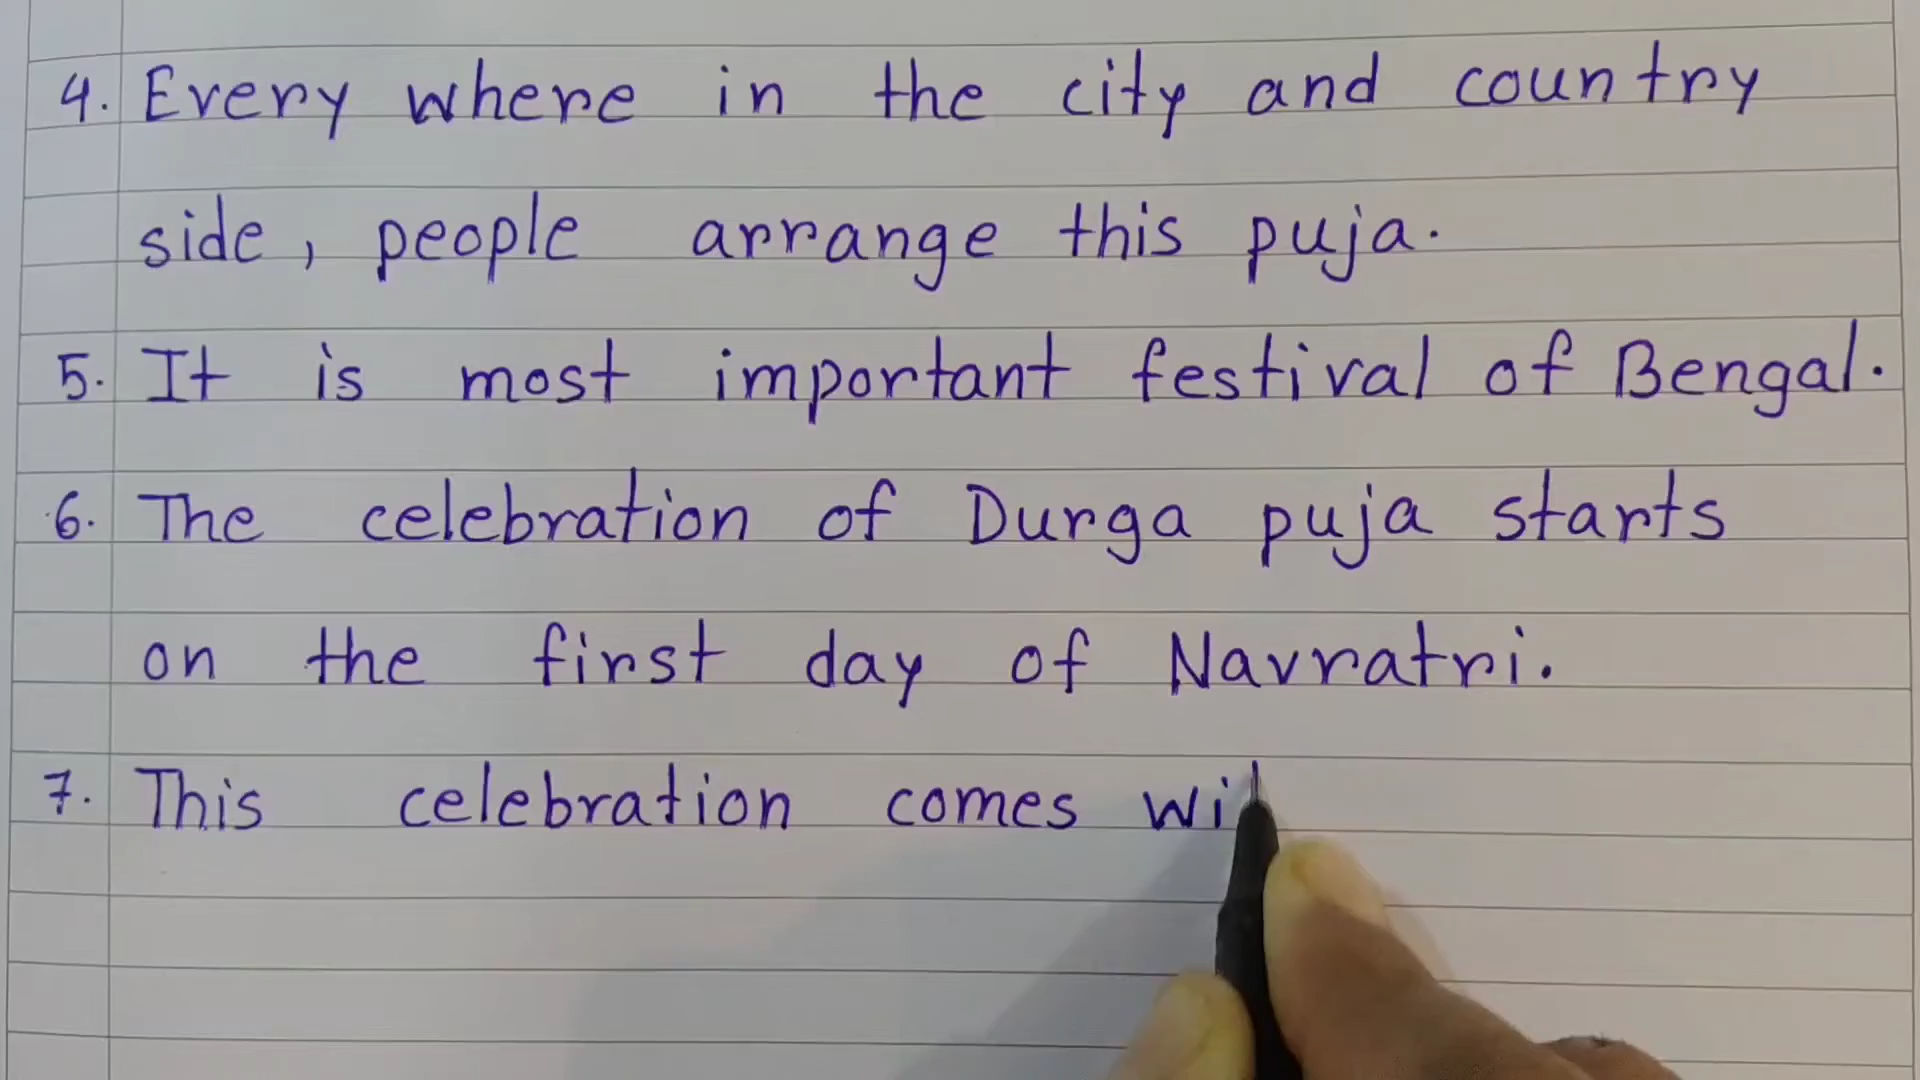 4. Every where in the city and country
side, people arrange this puja.
5. It is most important festival of Bengal.
6. The celebration of Durga puja starts
on the first day of Navratri.
7. This celebration comes wi